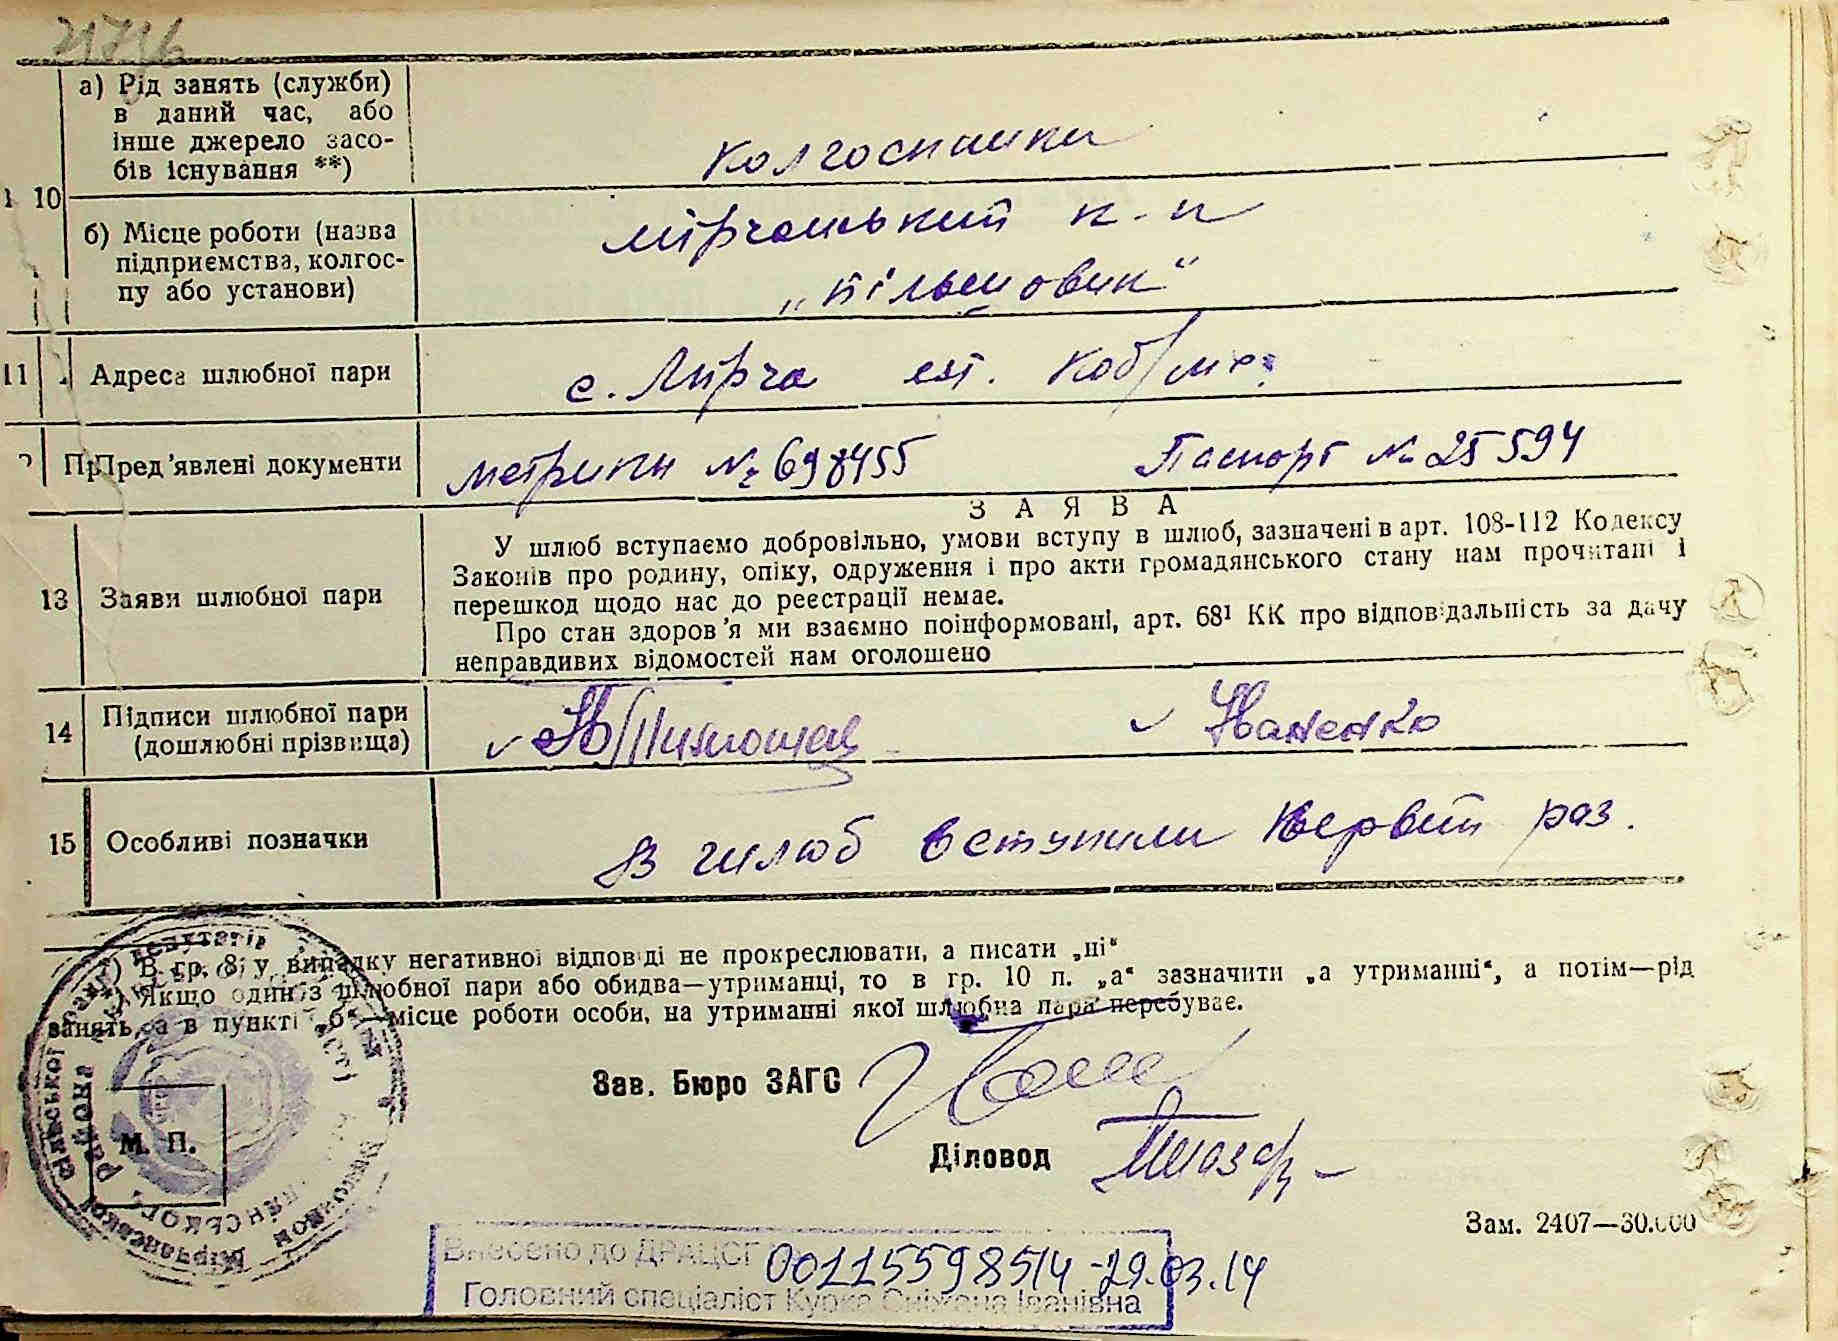 21716
10
а) Рід занять (служби)
в даний час, або
інше джерело засо-
бів існування **)
колгоспники
б) Місце роботи (назва
підприємства, колгос-
пу або установи)
Мірчанський к-п
„Більшовик“
11
Адреса шлюбної пари
с. Мирча
Пред'явлені документи
метрики № 698455 Паспорт № 25594
13
Заяви шлюбної пари
ЗАЯВА
У шлюб вступаємо добровільно, умови вступу в шлюб, зазначені в арт. 108-112 Кодексу
Законів про родину, опіку, одруження і про акти громадянського стану нам прочитані і
перешкод щодо нас до реєстрації немає.
Про стан здоров'я ми взаємно поінформовані, арт. 68¹ КК про відповідальність за дачу
неправдивих відомостей нам оголошено
14
Підписи шлюбної пари
(дошлюбні прізвища)
Іваненко
15
Особливі позначки
В шлюб вступили первий раз.
*) В гр. 8, у випадку негативної відповіді не прокреслювати, а писати „ні“
**) Якщо один із шлюбної пари або обидва—утриманці, то в гр. 10 п. „а“ зазначити „а утриманні“, а потім—рід
занять, а в пункті „б“—місце роботи особи, на утриманні якої шлюбна пара перебуває.
Зав. Бюро ЗАГС
Діловод
М. П.
Зам. 2407—30.000
Внесено до ДРАЦСГ 00115598514 -29.03.14
Головний спеціаліст Курка Сніжана Іванівна